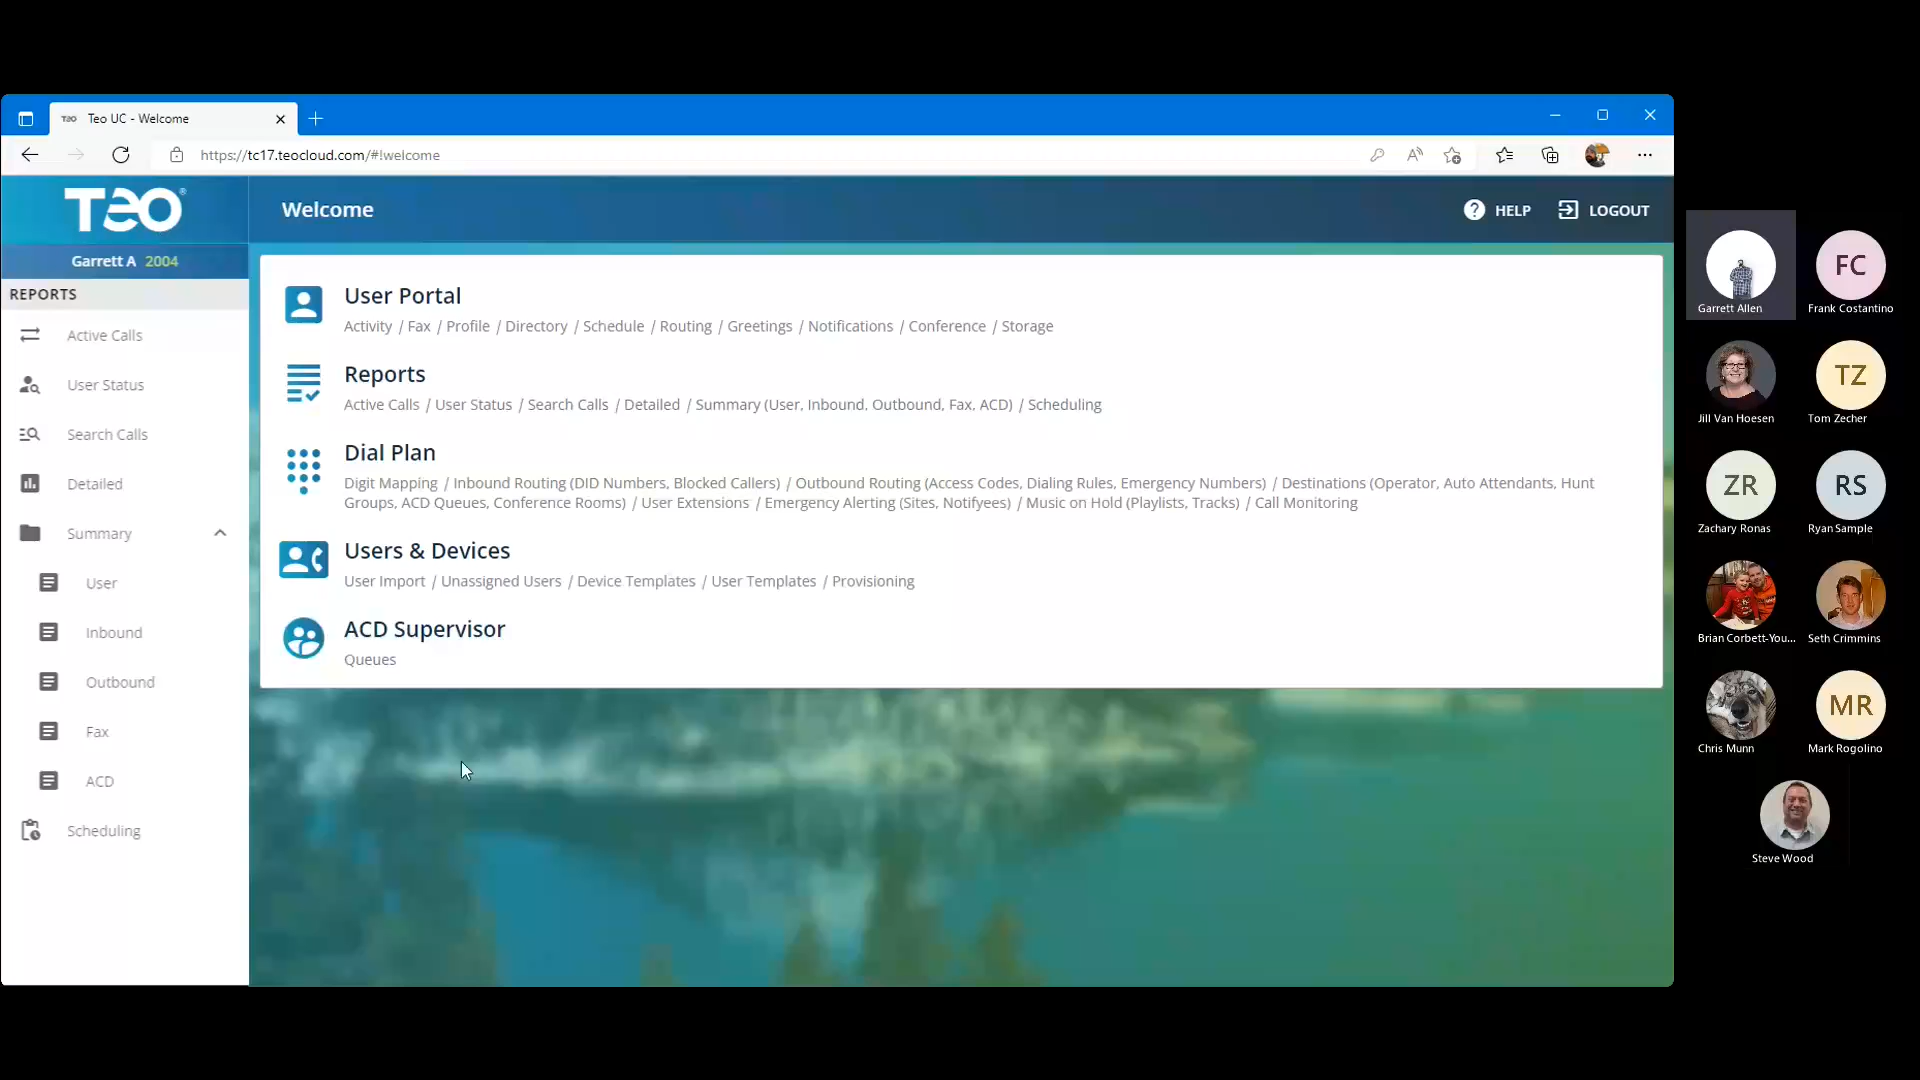 Teo UC - Welcome
https://tc17.teocloud.com/#!welcome
Teo®
Welcome
HELP
LOGOUT
Garrett A 2004
REPORTS
Active Calls
User Status
Search Calls
Detailed
Summary
User
Inbound
Outbound
Fax
ACD
Scheduling
User Portal
Activity / Fax / Profile / Directory / Schedule / Routing / Greetings / Notifications / Conference / Storage
Reports
Active Calls / User Status / Search Calls / Detailed / Summary (User, Inbound, Outbound, Fax, ACD) / Scheduling
Dial Plan
Digit Mapping / Inbound Routing (DID Numbers, Blocked Callers) / Outbound Routing (Access Codes, Dialing Rules, Emergency Numbers) / Destinations (Operator, Auto Attendants, Hunt
Groups, ACD Queues, Conference Rooms) / User Extensions / Emergency Alerting (Sites, Notifyees) / Music on Hold (Playlists, Tracks) / Call Monitoring
Users & Devices
User Import / Unassigned Users / Device Templates / User Templates / Provisioning
ACD Supervisor
Queues
FC
Garrett Allen
Frank Costantino
TZ
Jill Van Hoesen
Tom Zecher
ZR
RS
Zachary Ronas
Ryan Sample
Brian Corbett-You...
Seth Crimmins
MR
Chris Munn
Mark Rogolino
Steve Wood